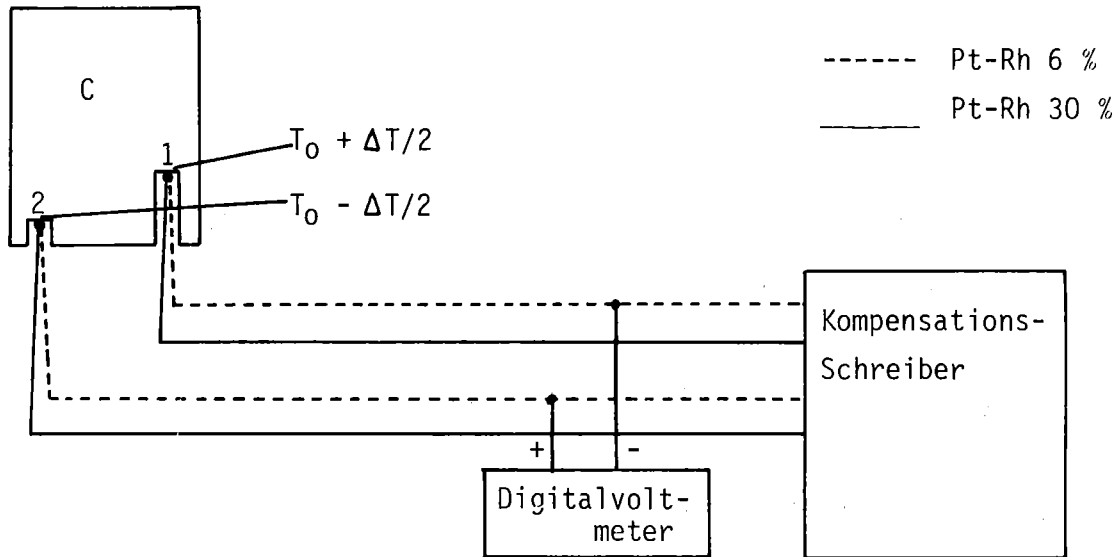 C
1
2
T₀ + ΔT/2
T₀ - ΔT/2
Pt-Rh 6 %
Pt-Rh 30 %
Kompensations-
Schreiber
+ -
Digitalvolt-
meter